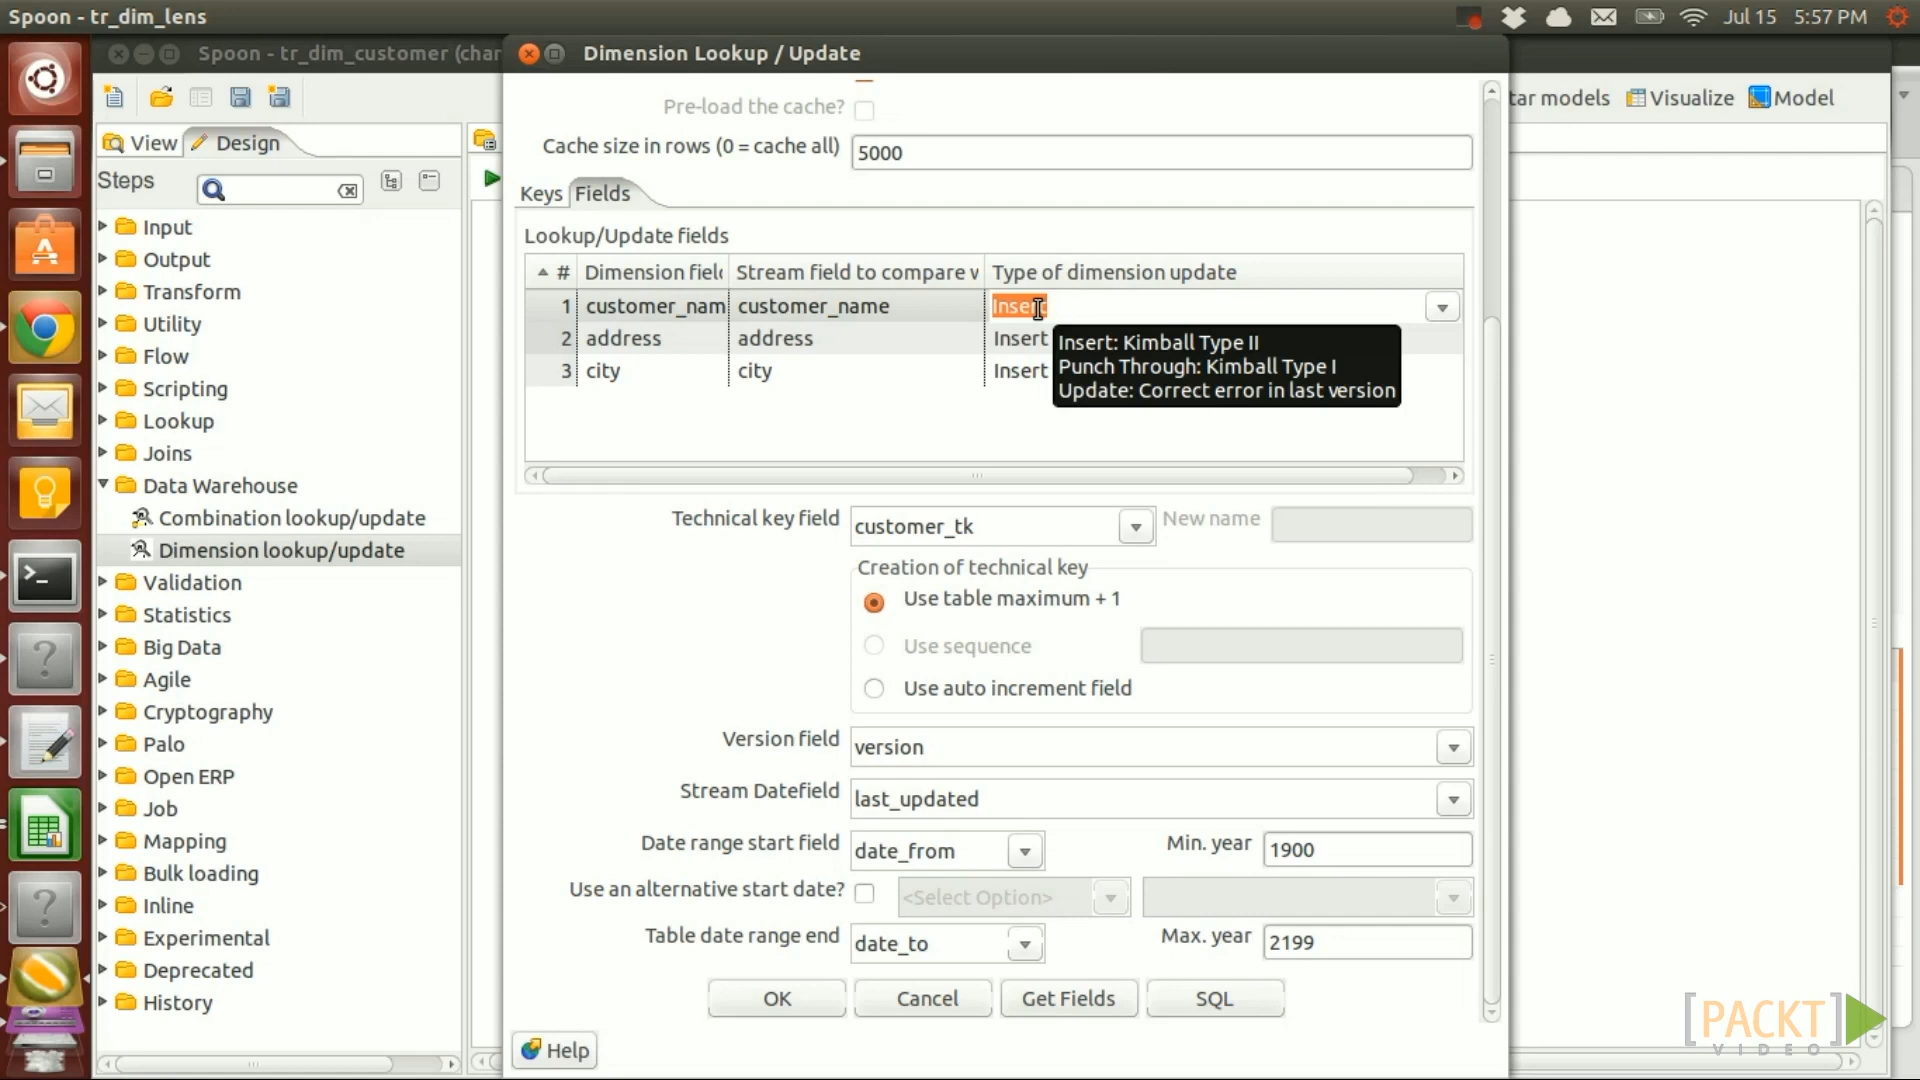 Spoon - tr_dim_lens
Jul 15 5:57 PM
Spoon - tr_dim_customer (char
Dimension Lookup / Update
tar models
Visualize
Model
View
Design
Steps
Input
Output
Transform
Utility
Flow
Scripting
Lookup
Joins
Data Warehouse
Combination lookup/update
Dimension lookup/update
Validation
Statistics
Big Data
Agile
Cryptography
Palo
Open ERP
Job
Mapping
Bulk loading
Inline
Experimental
Deprecated
History
Pre-load the cache?
Cache size in rows (0 = cache all) 5000
Keys Fields
Lookup/Update fields
# Dimension field Stream field to compare w Type of dimension update
1 customer_nam customer_name Insert
2 address address Insert
3 city city Insert
Insert: Kimball Type II
Punch Through: Kimball Type I
Update: Correct error in last version
Technical key field customer_tk New name
Creation of technical key
Use table maximum + 1
Use sequence
Use auto increment field
Version field version
Stream Datefield last_updated
Date range start field date_from Min. year 1900
Use an alternative start date? <Select Option>
Table date range end date_to Max. year 2199
OK Cancel Get Fields SQL
Help
[PACKT]
VIDEO